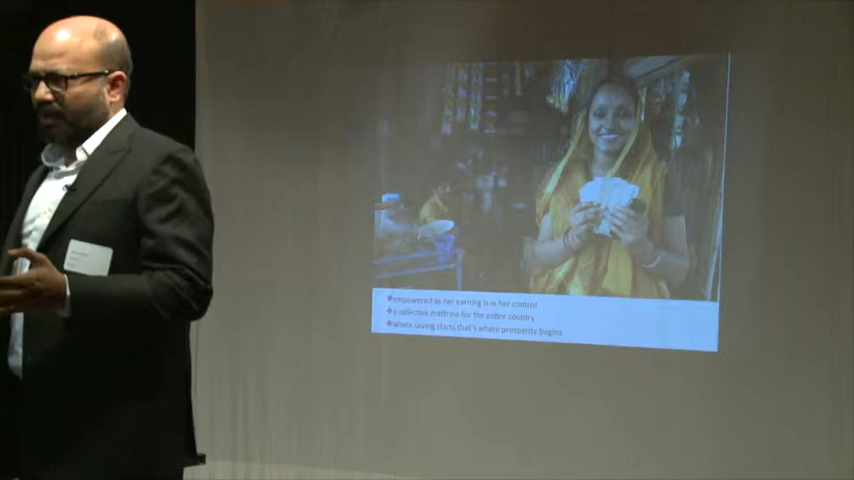 empowered as her earning is in her control
a collective mattress for the entire country
where saving starts that's where prosperity begins